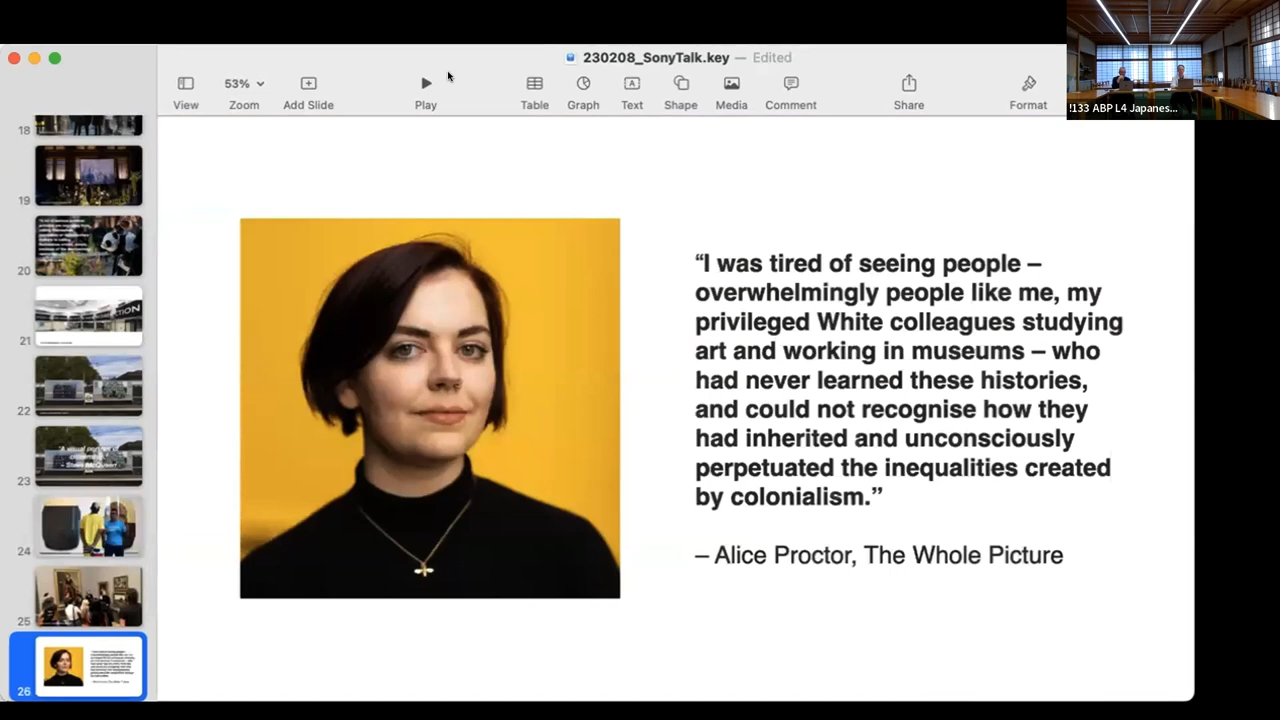 230208_SonyTalk.key — Edited
53%
View
Zoom
Add Slide
Play
Table
Graph
Text
Shape
Media
Comment
Share
Format
!133 ABP L4 Japanes...
18
19
20
21
22
23
24
25
26
“I was tired of seeing people –
overwhelmingly people like me, my
privileged White colleagues studying
art and working in museums – who
had never learned these histories,
and could not recognise how they
had inherited and unconsciously
perpetuated the inequalities created
by colonialism.”
– Alice Proctor, The Whole Picture